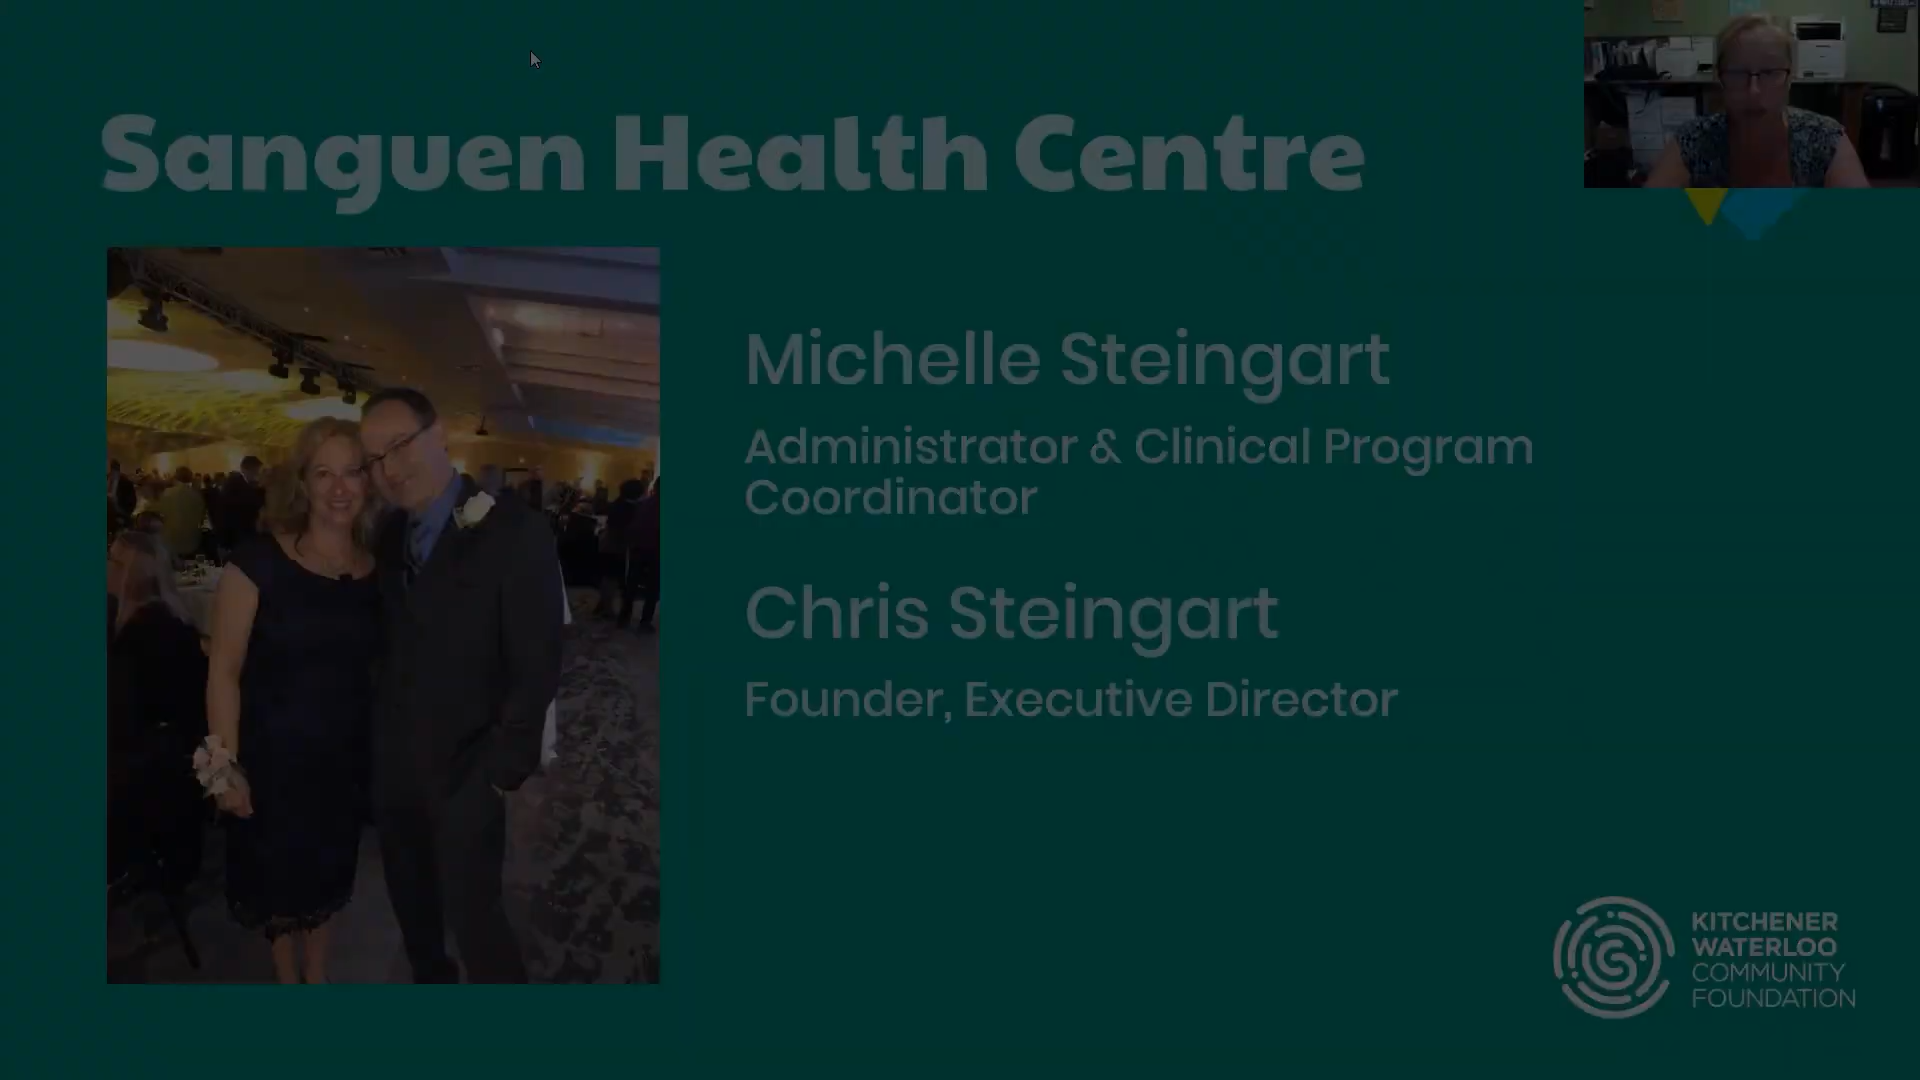 Sanguen Health Centre
Michelle Steingart
Administrator & Clinical Program
Coordinator
Chris Steingart
Founder, Executive Director
KITCHENER
WATERLOO
COMMUNITY
FOUNDATION